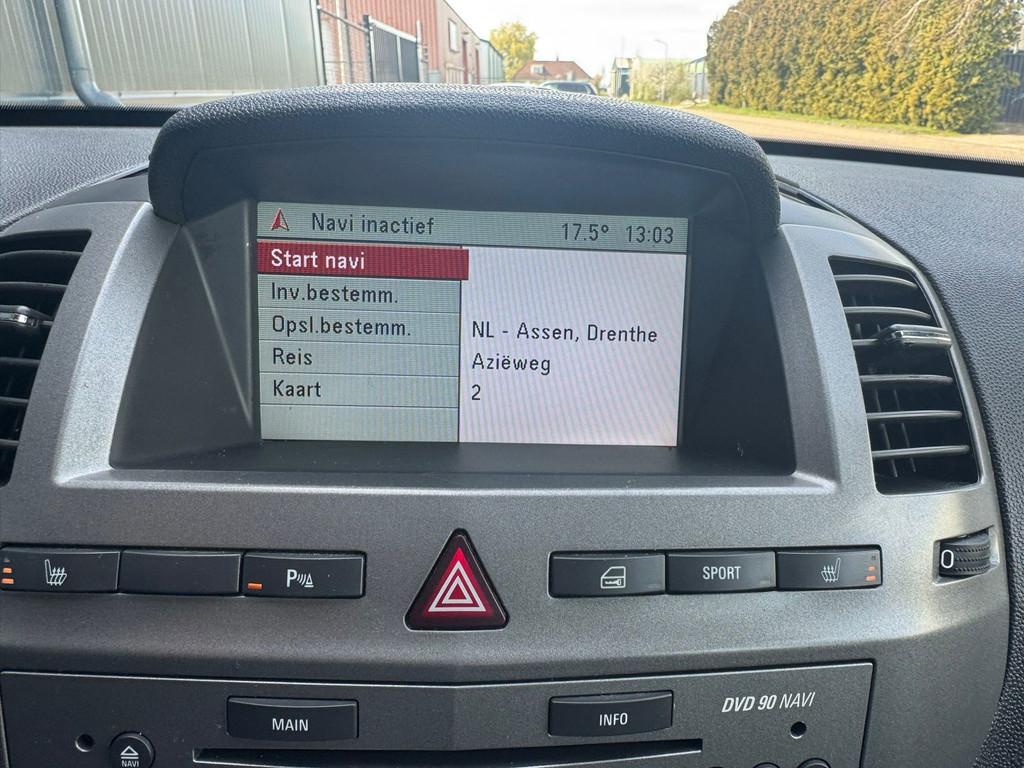 Navi inactief 17.5° 13:03
Start navi
Inv.bestemm.
Opsl.bestemm.
Reis
Kaart
NL - Assen, Drenthe
Aziëweg
2
P
SPORT
0
MAIN
INFO
DVD 90 NAVI
NAVI